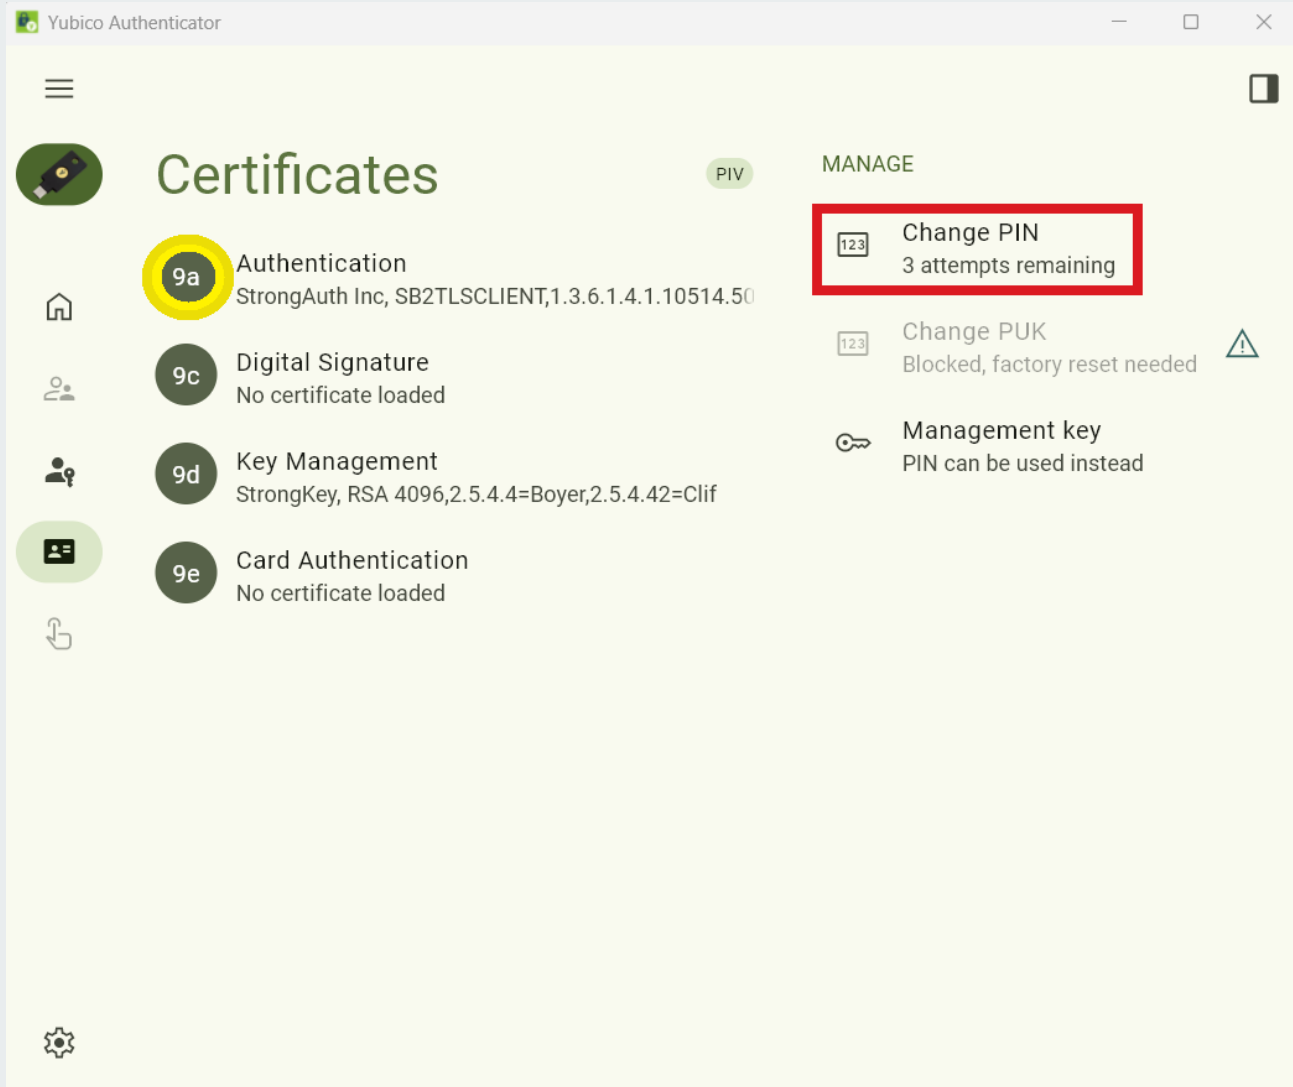 Yubico Authenticator
Certificates
PIV
9a
Authentication
StrongAuth Inc, SB2TLSCLIENT,1.3.6.1.4.1.10514.50
9c
Digital Signature
No certificate loaded
9d
Key Management
StrongKey, RSA 4096,2.5.4.4=Boyer,2.5.4.42=Clif
9e
Card Authentication
No certificate loaded
MANAGE
123
Change PIN
3 attempts remaining
123
Change PUK
Blocked, factory reset needed
Management key
PIN can be used instead